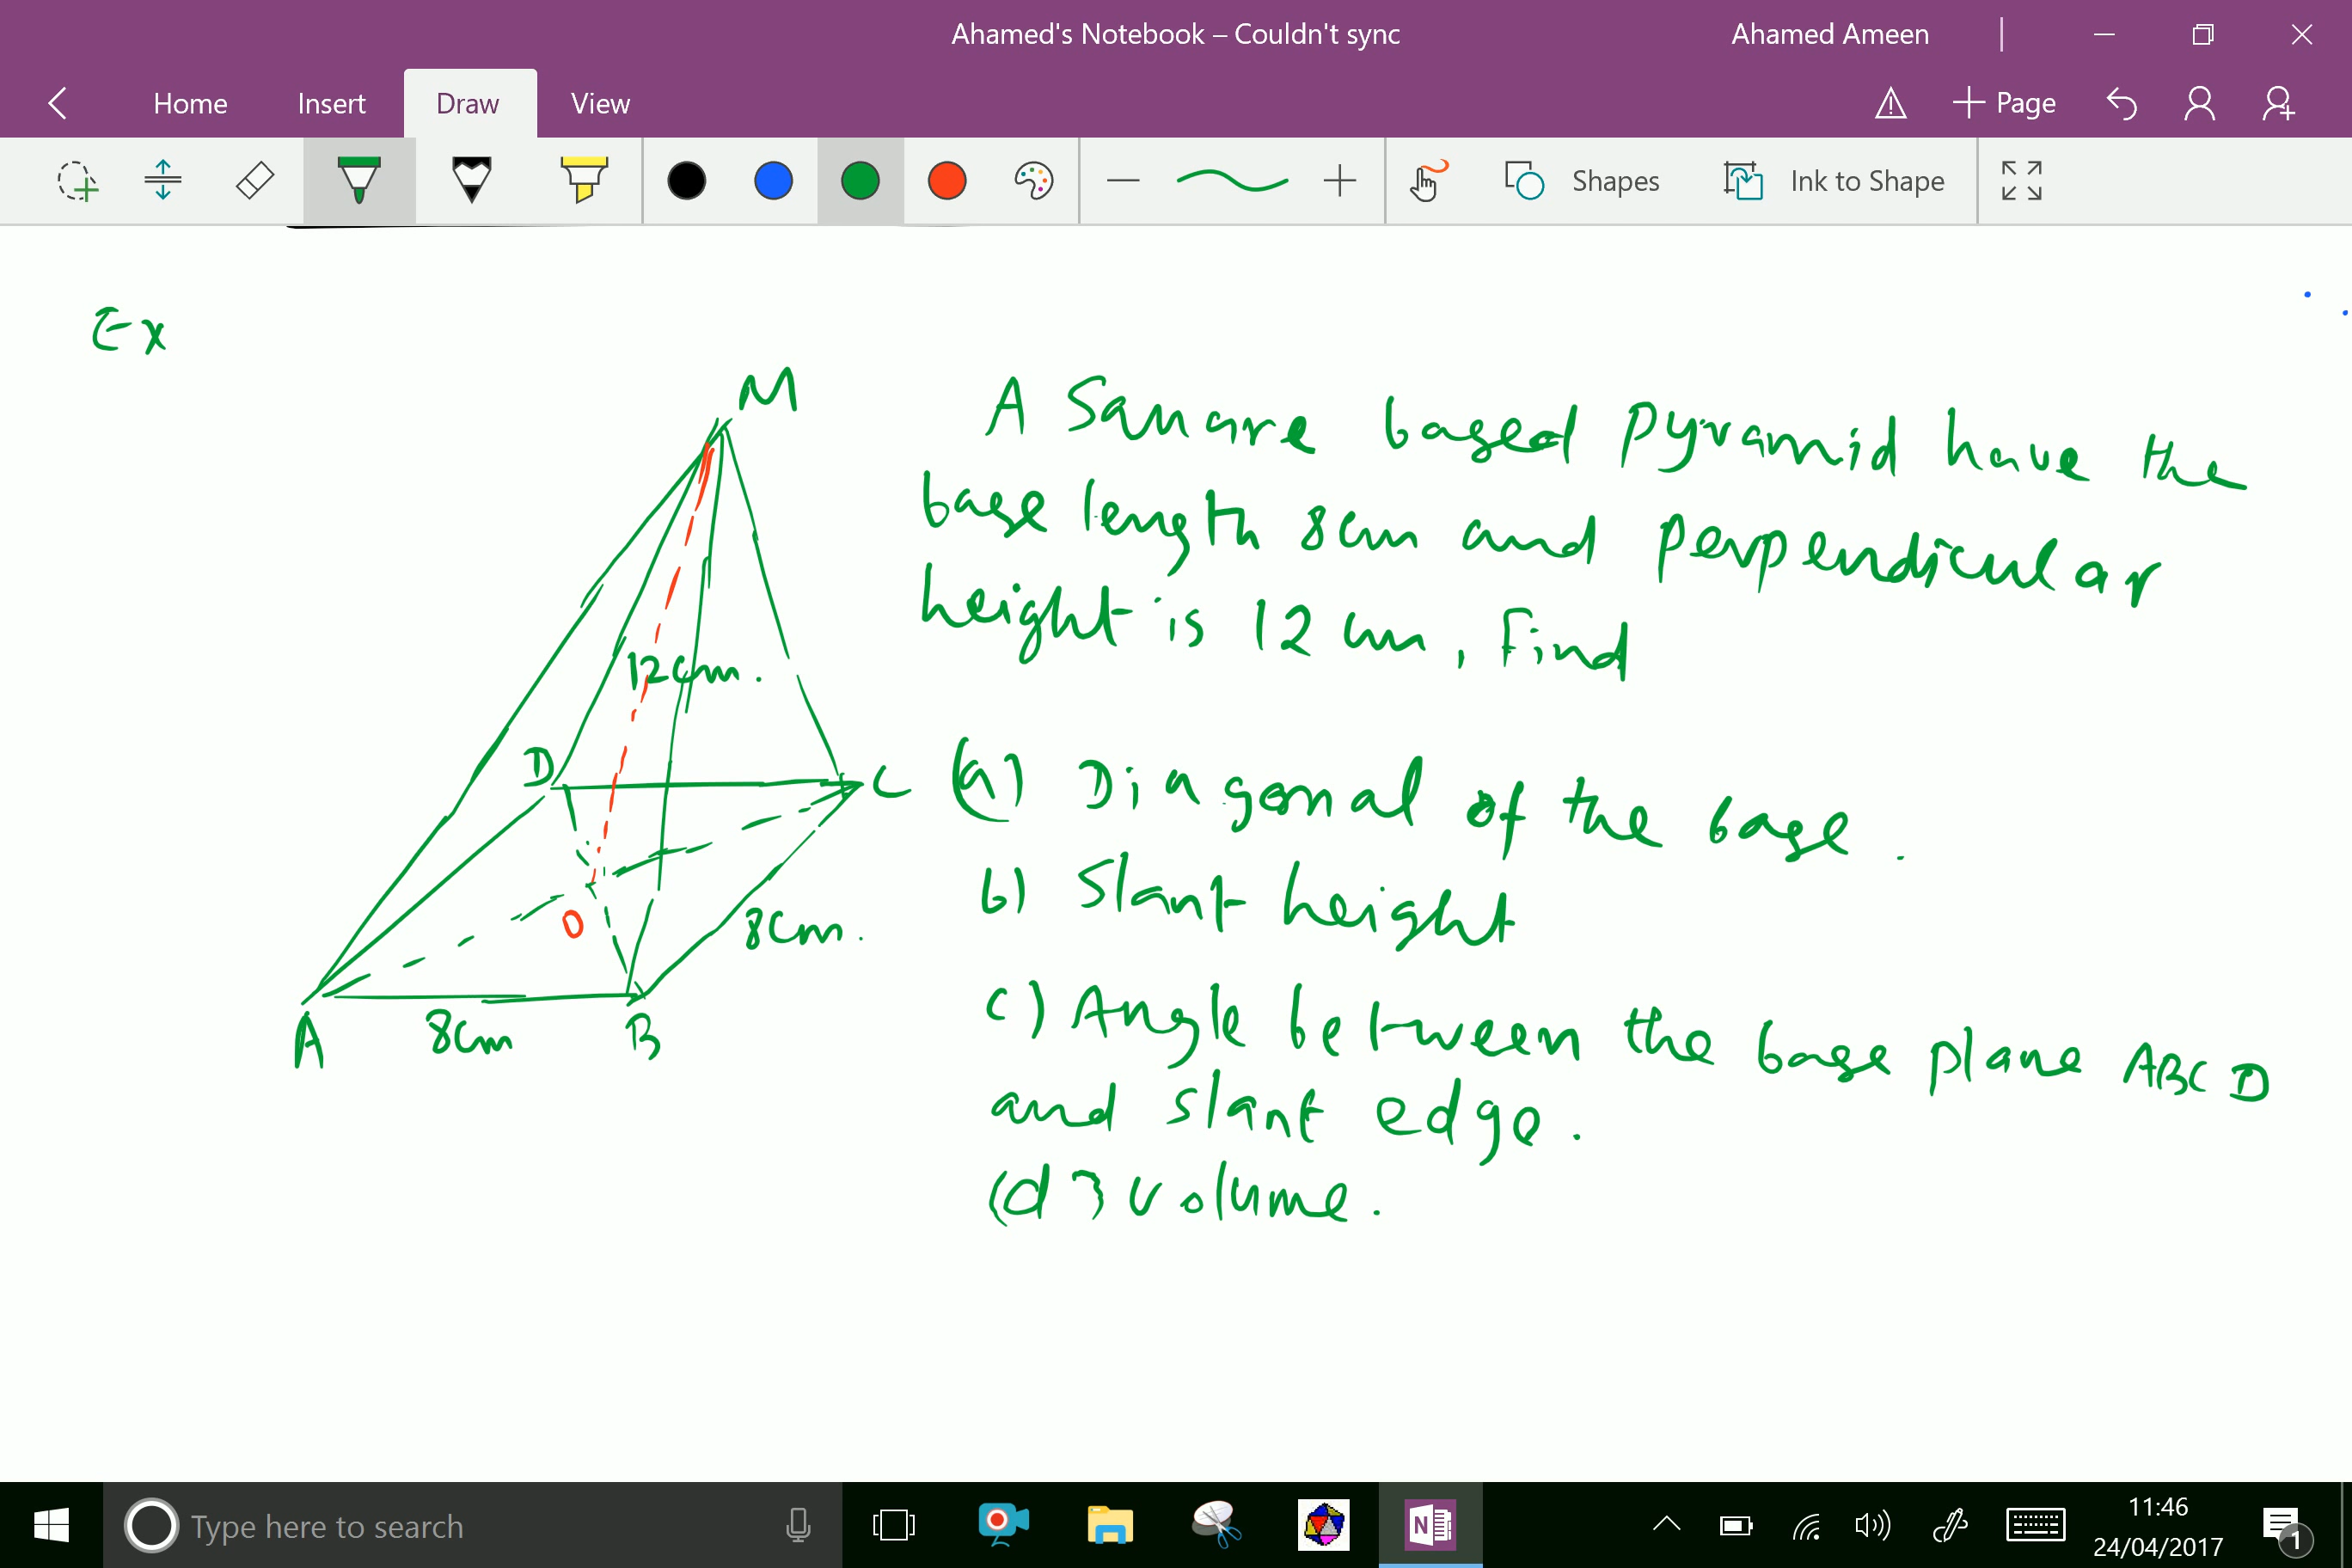 Ahamed's Notebook – Couldn't sync
Ahamed Ameen
Home Insert Draw View
Page
Shapes
Ink to Shape
Ex
M
A Square based Pyramid have the
base length 8cm and perpendicular
height is 12 cm, Find
12cm.
D
C
(a) Diagonal of the base.
b) Slant height
O
8cm.
A
8cm
B
c) Angle between the base plane ABCD
and slant edge.
(d) Volume.
Type here to search
N
11:46
24/04/2017
1